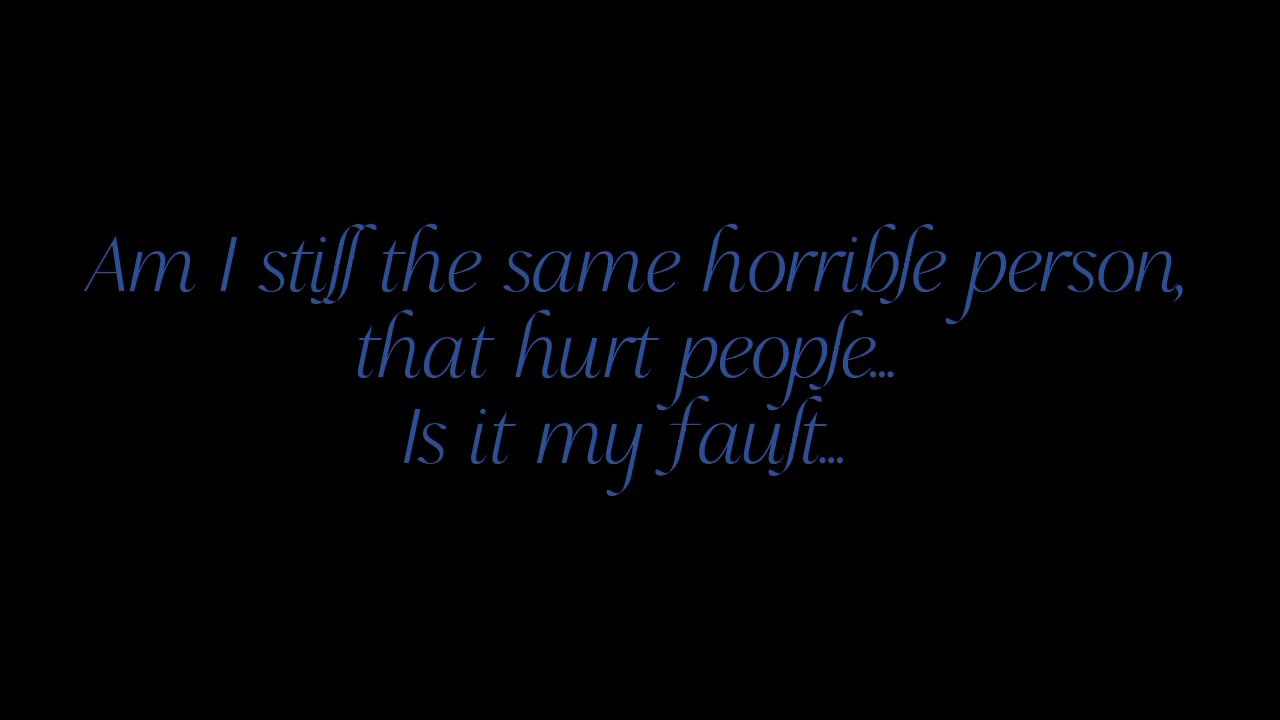 Am I still the same horrible person,
that hurt people...
Is it my fault...